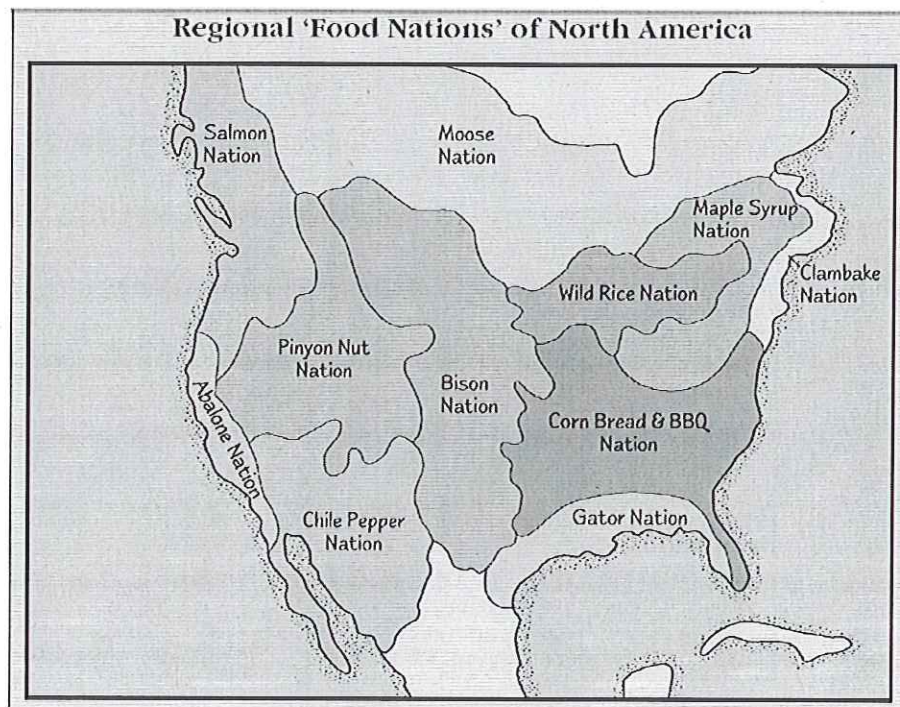 Regional ‘Food Nations’ of North America
Salmon
Nation
Moose
Nation
Maple Syrup
Nation
Clambake
Nation
Wild Rice Nation
Pinyon Nut
Nation
Bison
Nation
Abalone Nation
Corn Bread & BBQ
Nation
Chile Pepper
Nation
Gator Nation